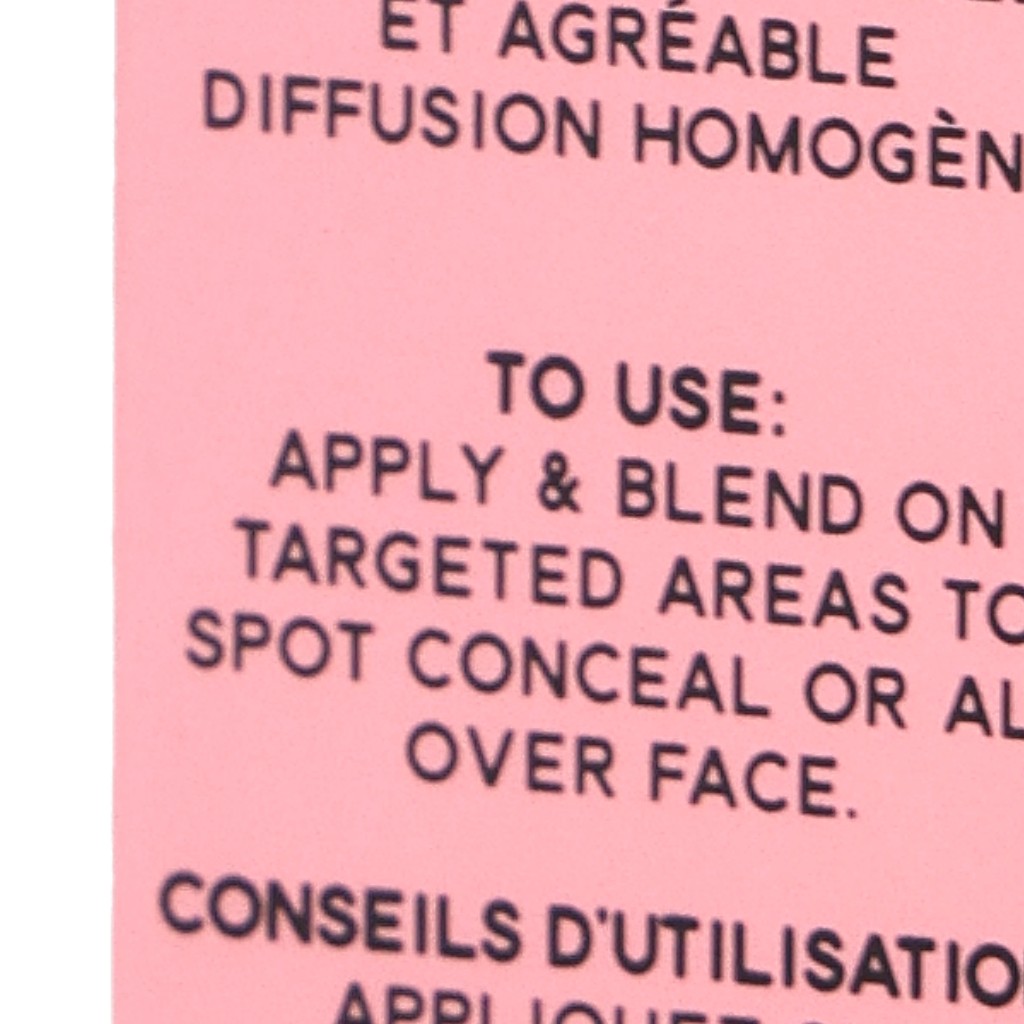 ET AGRÉABLE
DIFFUSION HOMOGÈN
TO USE:
APPLY & BLEND ON
TARGETED AREAS TO
SPOT CONCEAL OR AL
OVER FACE.
CONSEILS D'UTILISATIO
APPLIQUEZ